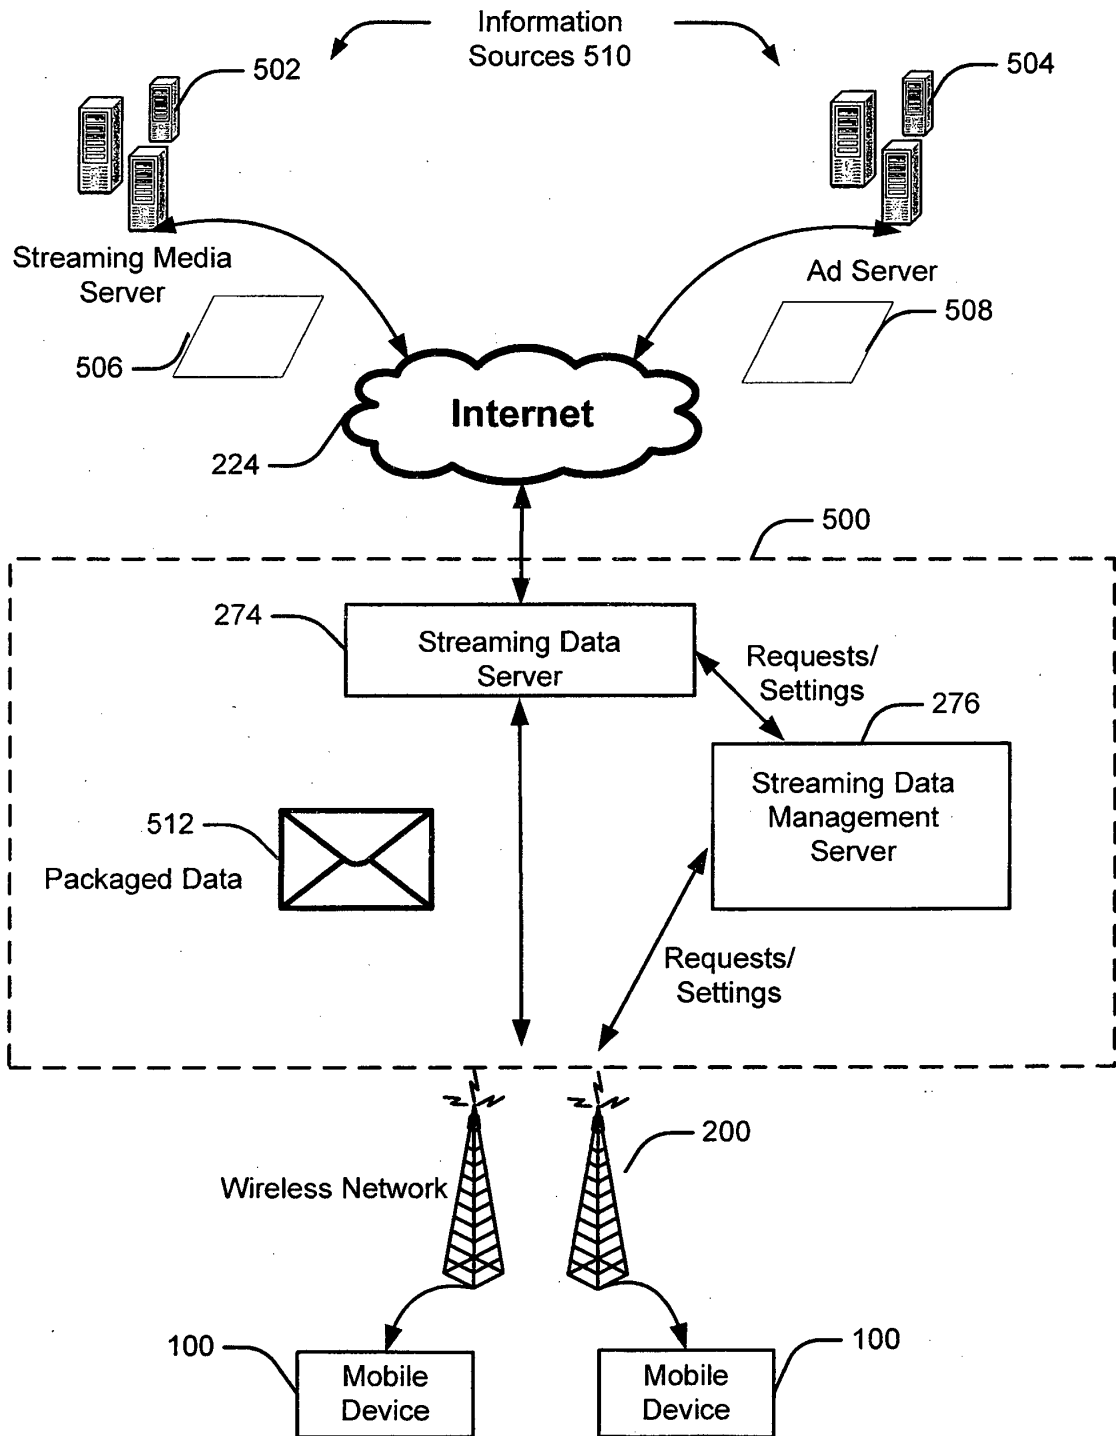 Information
Sources 510
502
504
Streaming Media
Server
Ad Server
506
508
Internet
224
500
274
Streaming Data
Server
Requests/
Settings
276
Streaming Data
Management
Server
512
Packaged Data
Requests/
Settings
200
Wireless Network
100
Mobile
Device
100
Mobile
Device